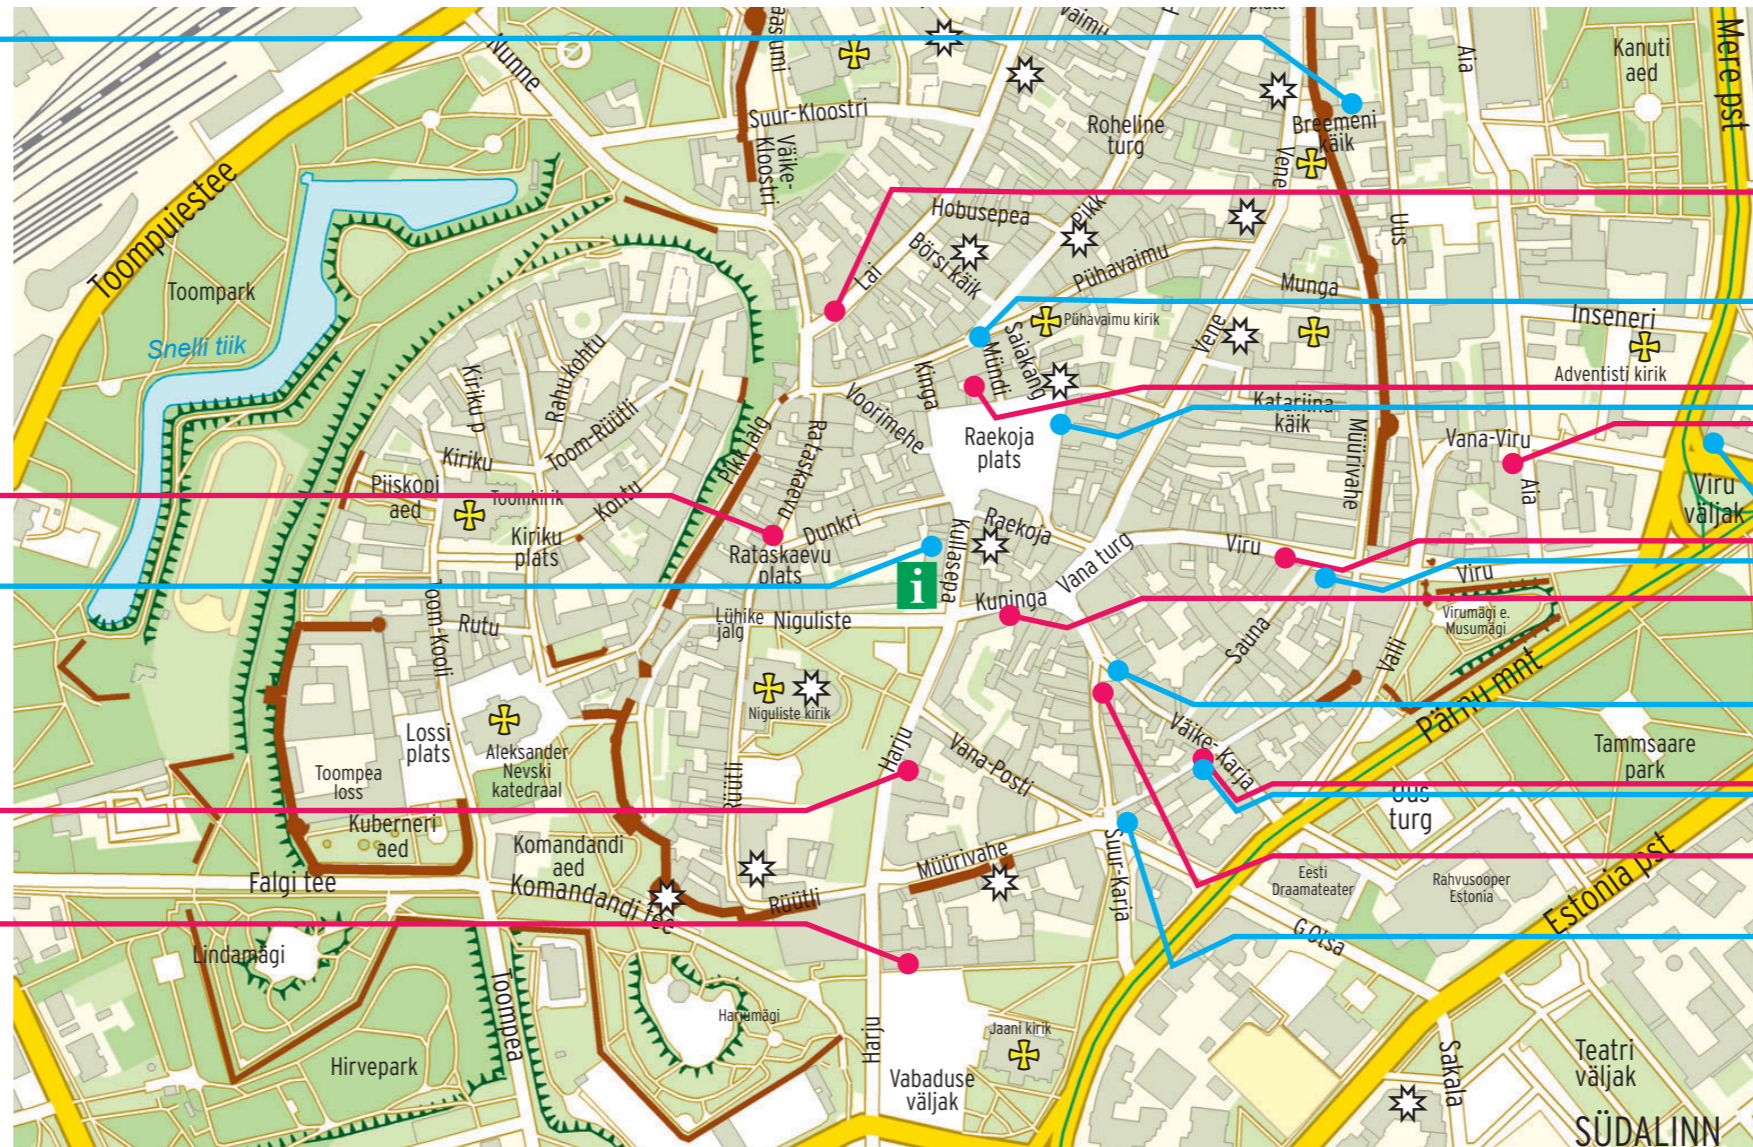 Nunne
Vaimu
Aia
Kanuti
aed
Mere pst
Suur-Kloostri
Väike-
Kloostri
Roheline
turg
Breemeni
käik
Vene
Toompuiestee
Hobusepea
Pikk
Uus
Toompark
Lai
Börsi käik
Pühavaimu
Munga
Snelli tiik
Pühavaimu kirik
Inseneri
Rahukohtu
Kiriku p
Kinga
Mündi
Saiakang
Vene
Adventisti kirik
Toom-Rüütli
Voorimehe
Katariina
käik
Kiriku
Pikk jalg
Rataskaevu
Raekoja
plats
Müürivahe
Vana-Viru
Piiskopi
aed
Toomkirik
Kohtu
Aia
Viru
väljak
Kiriku
plats
Dunkri
Rataskaevu
plats
Kullasepa
Raekoja
Vana turg
Viru
Viru
i
Toom-Kooli
Rutu
Lühike
jalg
Niguliste
Kuninga
Sauna
Virumägi e.
Musumägi
Valli
Pärnu mnt
Niguliste kirik
Lossi
plats
Aleksander
Nevski
katedraal
Harju
Vana-Posti
Väike-Karja
Tammsaare
park
Toompea
loss
Rüütli
Uus
turg
Kuberneri
aed
Komandandi
aed
Müürivahe
Suur-Karja
Eesti
Draamateater
Rahvusooper
Estonia
Estonia pst
Falgi tee
Komandandi tee
Rüütli
G Otsa
Lindamägi
Toompea
Harjumägi
Harju
Jaani kirik
Hirvepark
Vabaduse
väljak
Sakala
Teatri
väljak
SÜDALINN